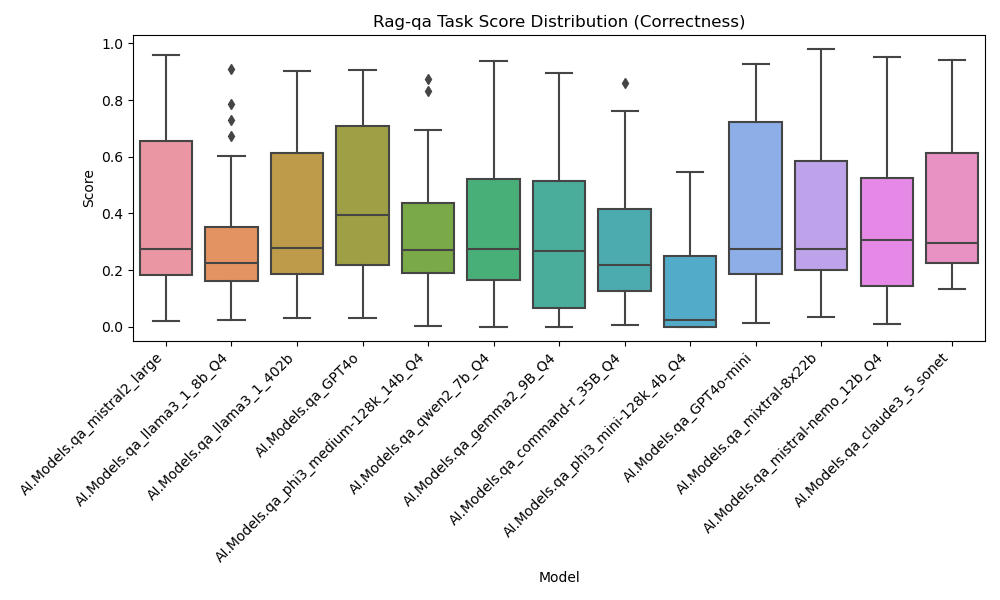 Rag-qa Task Score Distribution (Correctness)
Score
1.0
0.8
0.6
0.4
0.2
0.0
AI.Models.qa_mistral2_large
AI.Models.qa_llama3_1_8b_Q4
AI.Models.qa_llama3_1_402b
AI.Models.qa_GPT4o
AI.Models.qa_phi3_medium-128k_14b_Q4
AI.Models.qa_qwen2_7b_Q4
AI.Models.qa_gemma2_9B_Q4
AI.Models.qa_command-r_35B_Q4
AI.Models.qa_phi3_mini-128k_4b_Q4
AI.Models.qa_GPT4o-mini
AI.Models.qa_mixtral-8x22b
AI.Models.qa_mistral-nemo_12b_Q4
AI.Models.qa_claude3_5_sonet
Model